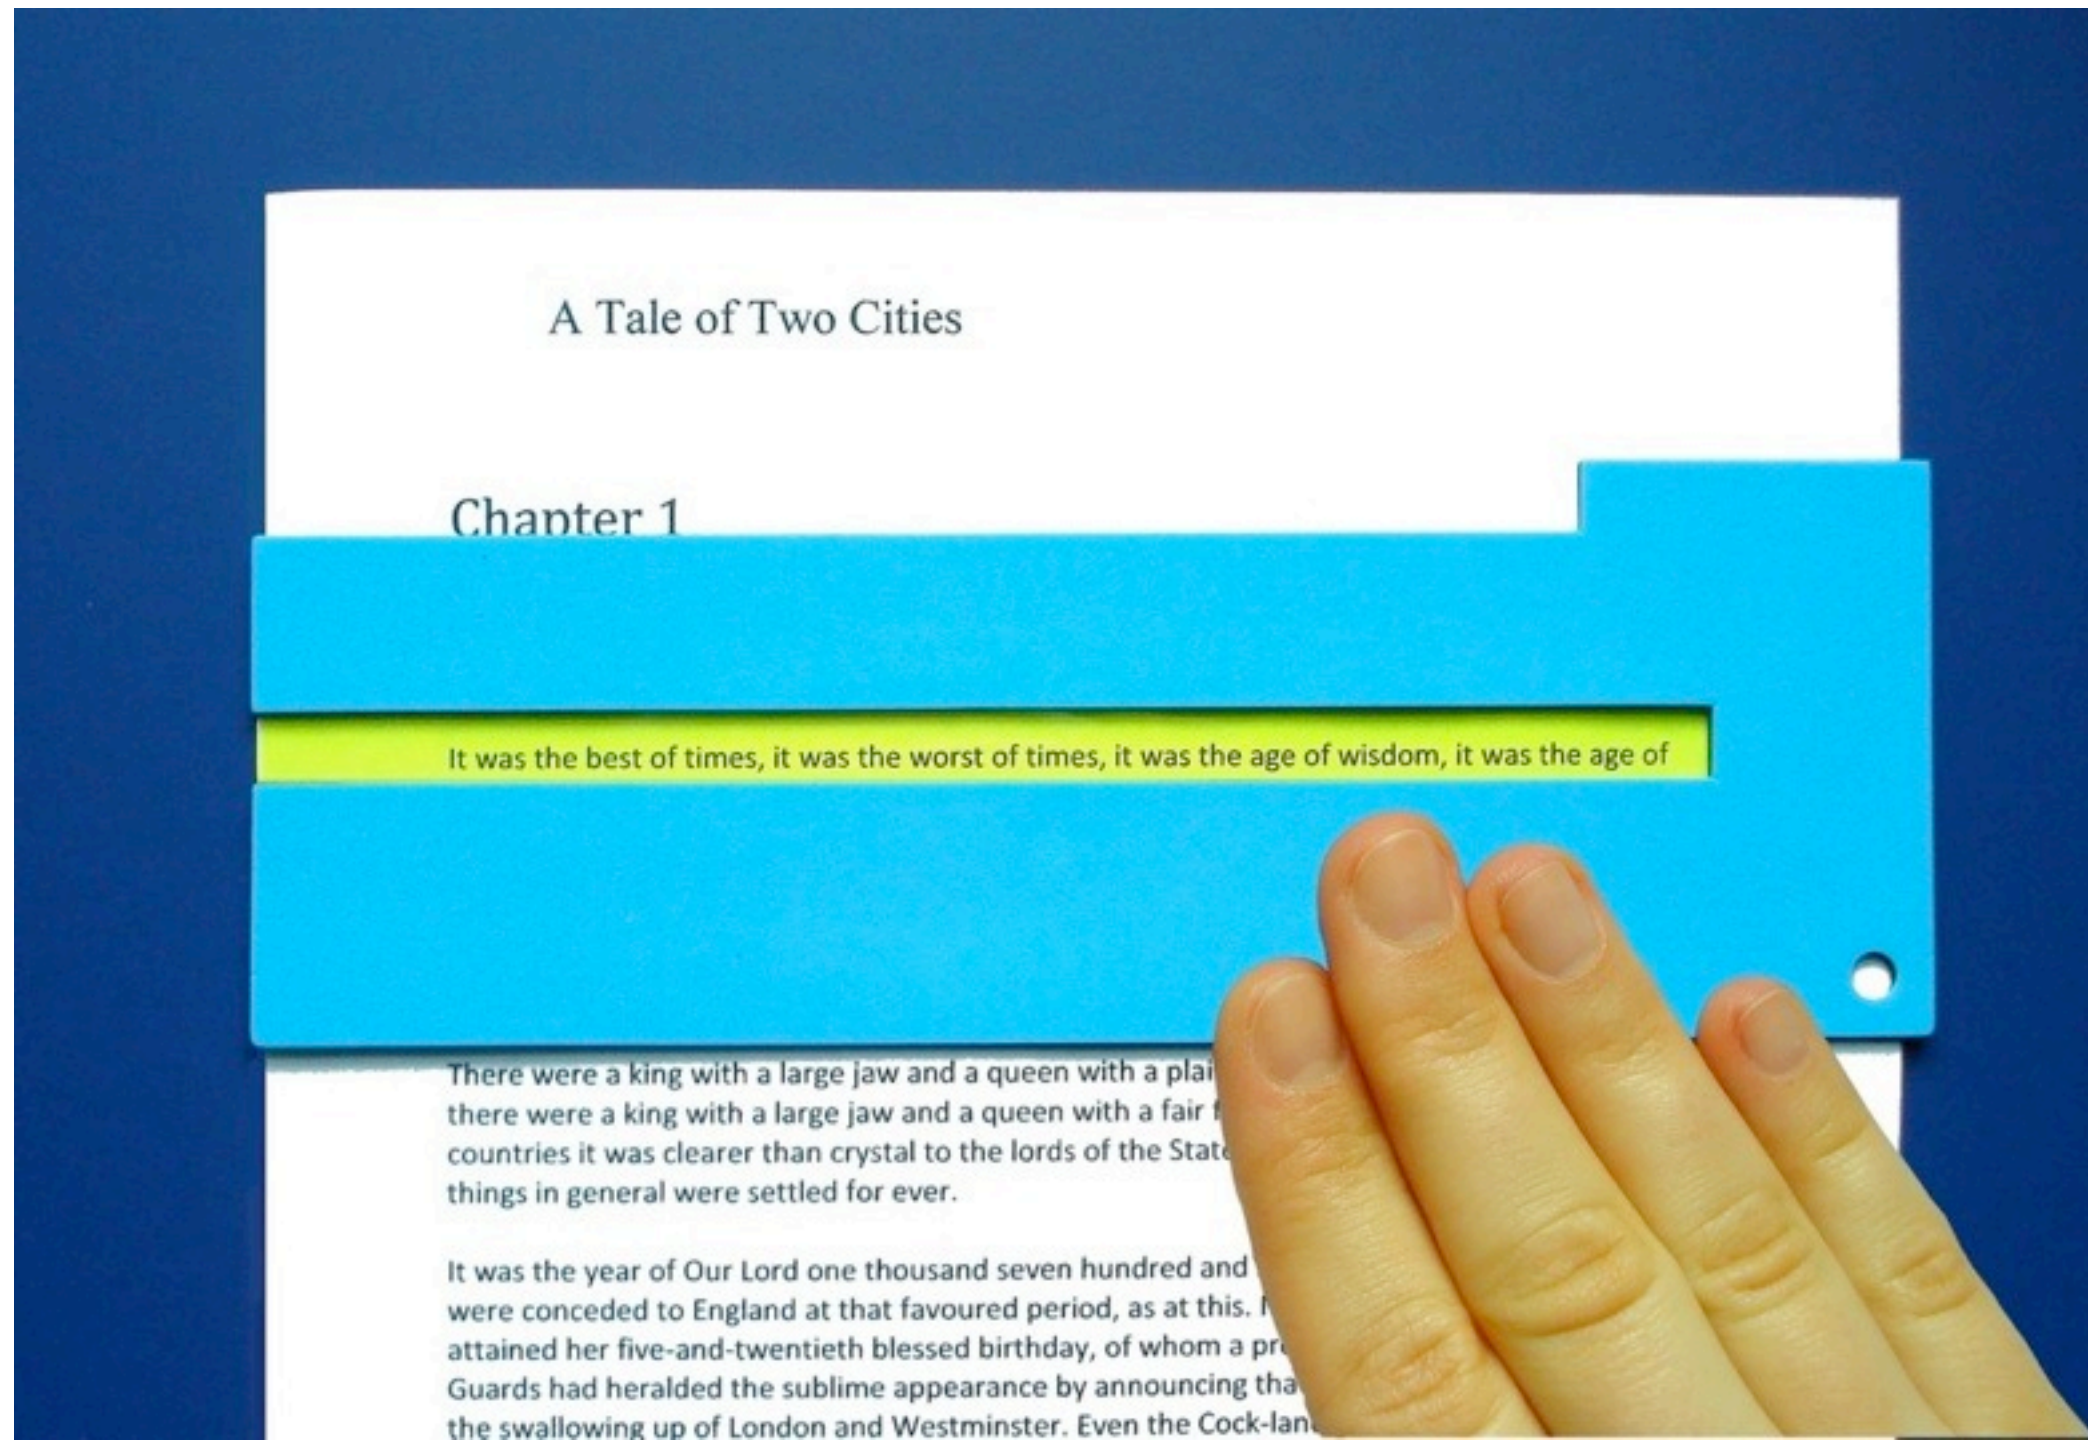 A Tale of Two Cities
Chapter 1
It was the best of times, it was the worst of times, it was the age of wisdom, it was the age of
There were a king with a large jaw and a queen with a
there were a king with a large jaw and a queen with a fair
countries it was clearer than crystal to the lords of the
things in general were settled for ever.
It was the year of Our Lord one thousand seven hundred and
were conceded to England at that favoured period, as at this.
attained her five-and-twentieth blessed birthday, of whom a
Guards had heralded the sublime appearance by announcing
the swallowing up of London and Westminster. Even the